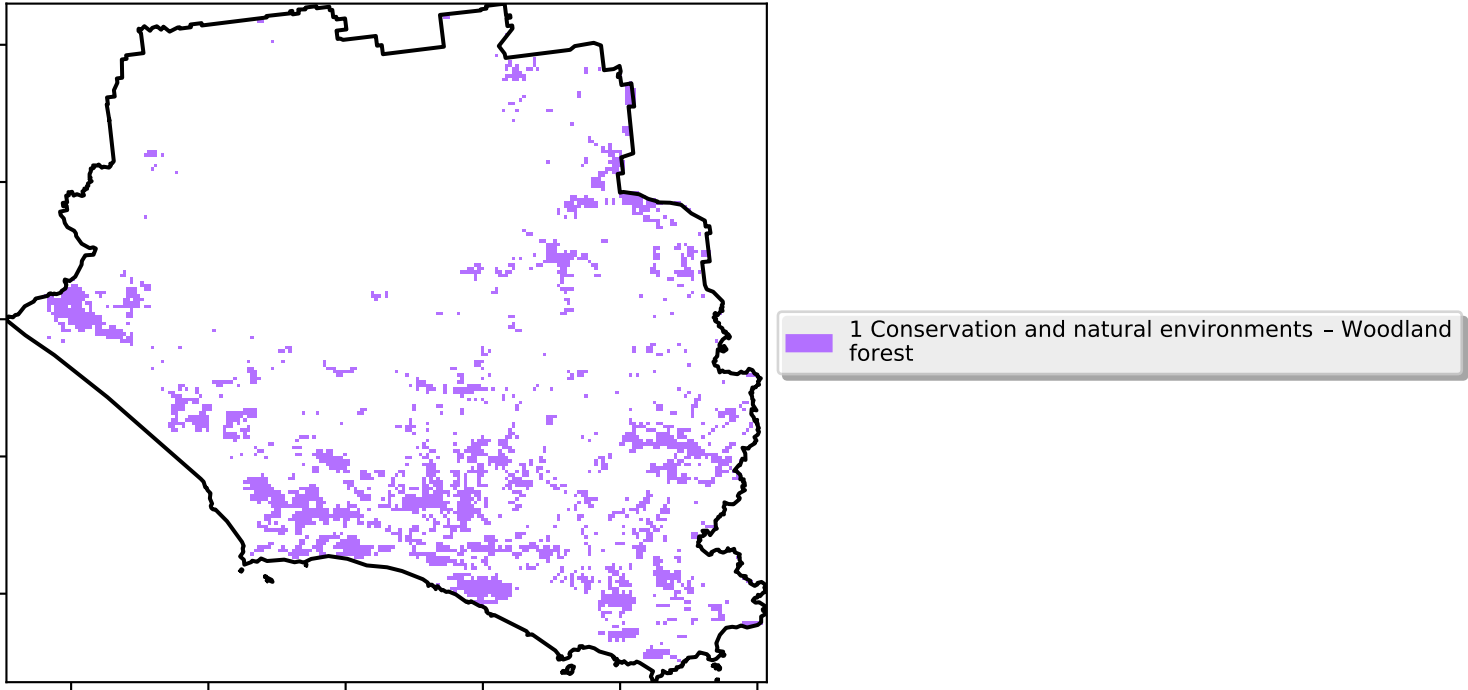 1 Conservation and natural environments – Woodland
forest